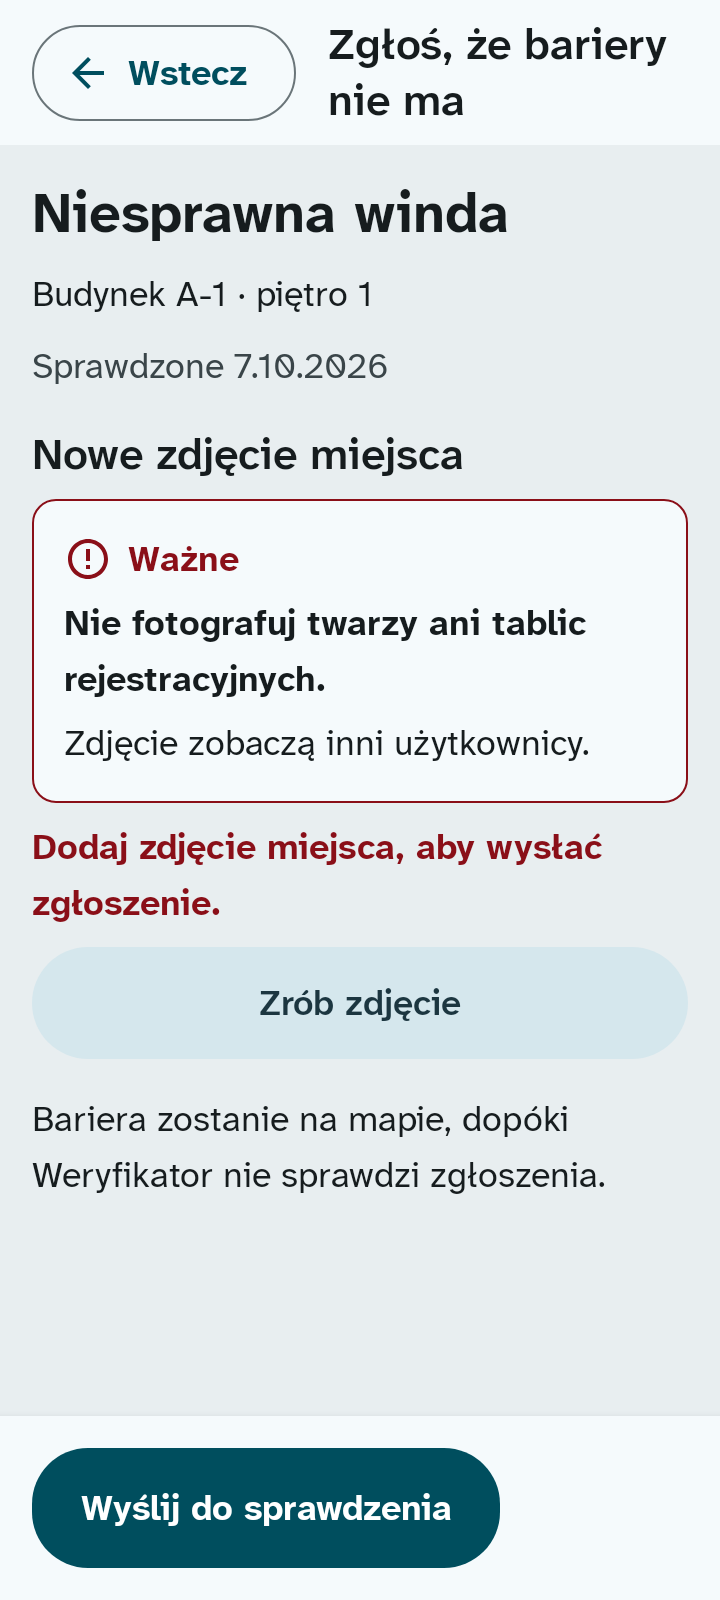 Wstecz
Zgłoś, że bariery
nie ma
Niesprawna winda
Budynek A-1 · piętro 1
Sprawdzone 7.10.2026
Nowe zdjęcie miejsca
Ważne
Nie fotografuj twarzy ani tablic
rejestracyjnych.
Zdjęcie zobaczą inni użytkownicy.
Dodaj zdjęcie miejsca, aby wysłać
zgłoszenie.
Zrób zdjęcie
Bariera zostanie na mapie, dopóki
Weryfikator nie sprawdzi zgłoszenia.
Wyślij do sprawdzenia